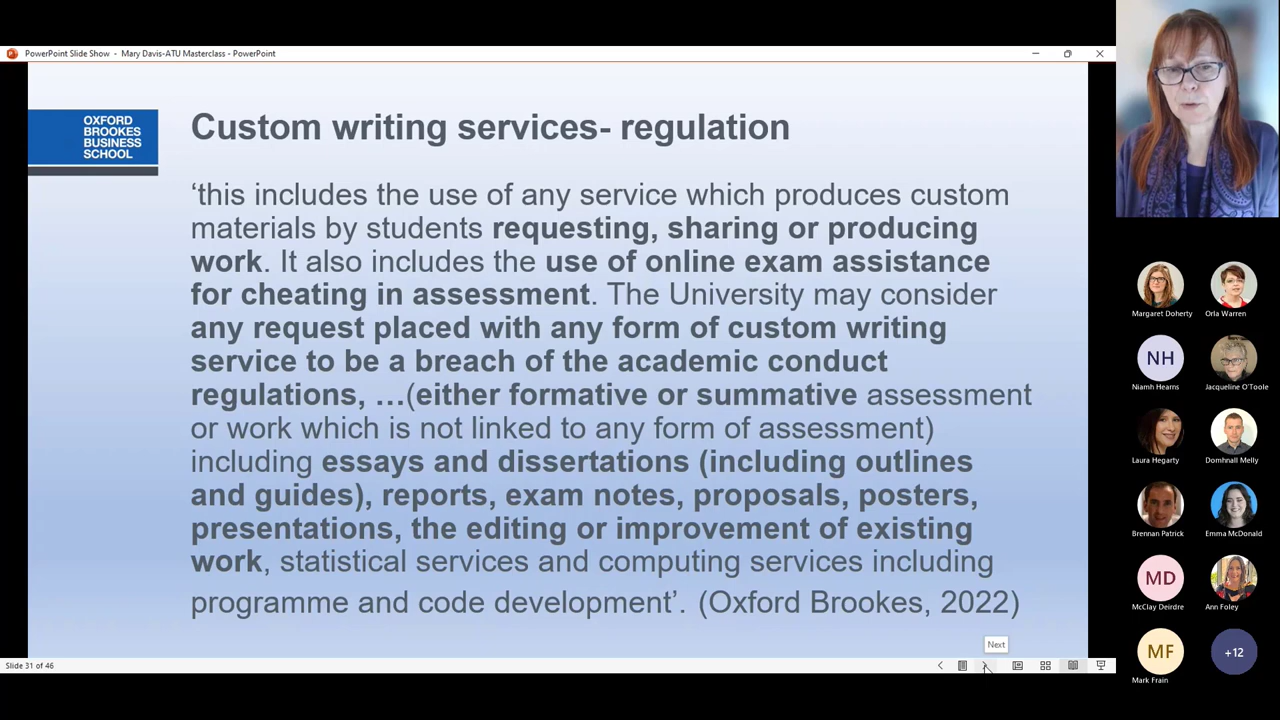 PowerPoint Slide Show - Mary Davis-ATU Masterclass - PowerPoint
OXFORD
BROOKES
BUSINESS
SCHOOL
Custom writing services- regulation
‘this includes the use of any service which produces custom
materials by students requesting, sharing or producing
work. It also includes the use of online exam assistance
for cheating in assessment. The University may consider
any request placed with any form of custom writing
service to be a breach of the academic conduct
regulations, …(either formative or summative assessment
or work which is not linked to any form of assessment)
including essays and dissertations (including outlines
and guides), reports, exam notes, proposals, posters,
presentations, the editing or improvement of existing
work, statistical services and computing services including
programme and code development’. (Oxford Brookes, 2022)
Next
Slide 31 of 46
Margaret Doherty
Orla Warren
NH
Niamh Hearns
Jacqueline O'Toole
Laura Hegarty
Domhnall Melly
Brennan Patrick
Emma McDonald
MD
McClay Deirdre
Ann Foley
MF
Mark Frain
+12